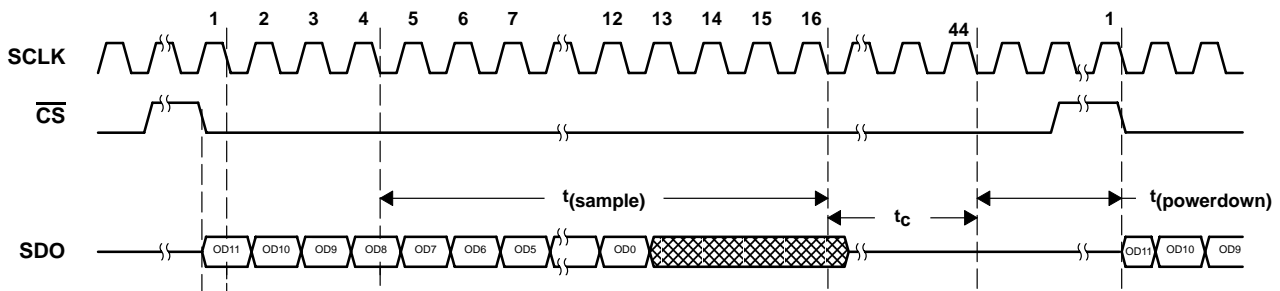 1 2 3 4 5 6 7 12 13 14 15 16 44 1
SCLK
CS
t(sample)
tC
t(powerdown)
SDO
OD11 OD10 OD9 OD8 OD7 OD6 OD5 OD0 OD11 OD10 OD9